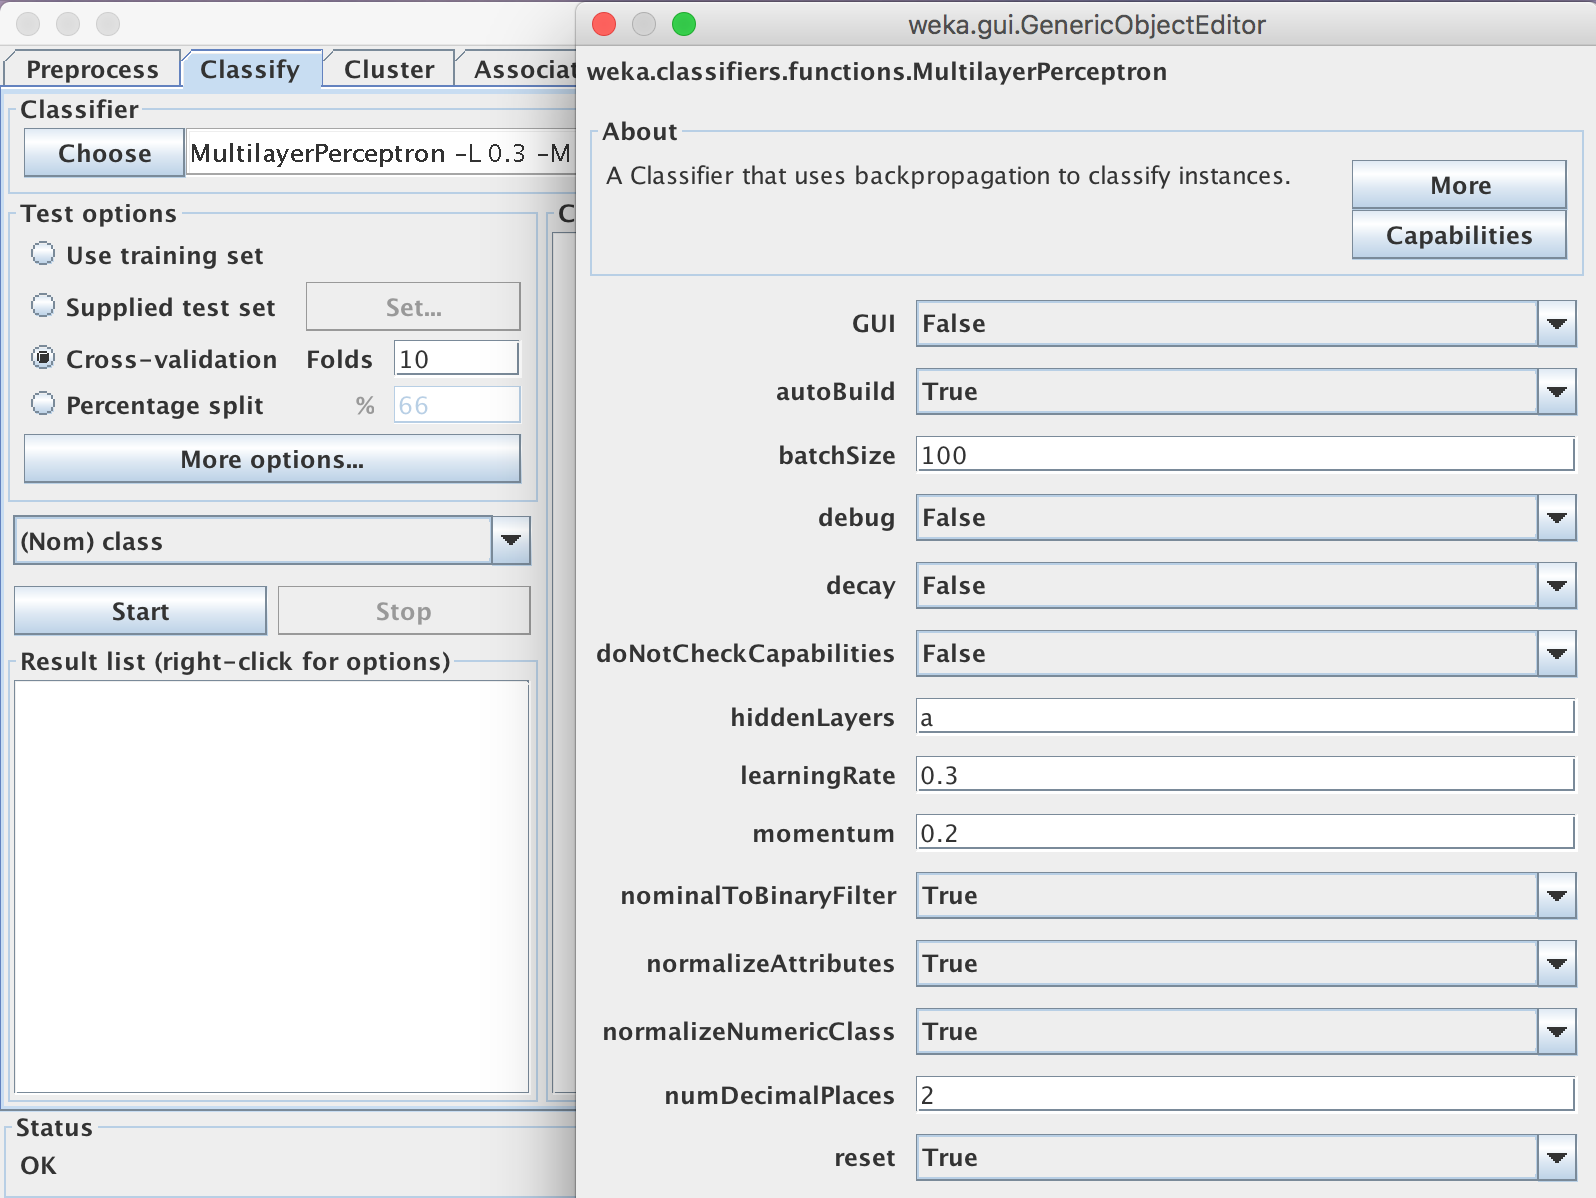 Preprocess Classify Cluster Associat
Classifier
Choose MultilayerPerceptron -L 0.3 -M
Test options
Use training set
Supplied test set Set...
Cross-validation Folds 10
Percentage split % 66
More options...
(Nom) class
Start Stop
Result list (right-click for options)
Status
OK
C
weka.gui.GenericObjectEditor
weka.classifiers.functions.MultilayerPerceptron
About
A Classifier that uses backpropagation to classify instances.
More
Capabilities
GUI False
autoBuild True
batchSize 100
debug False
decay False
doNotCheckCapabilities False
hiddenLayers a
learningRate 0.3
momentum 0.2
nominalToBinaryFilter True
normalizeAttributes True
normalizeNumericClass True
numDecimalPlaces 2
reset True